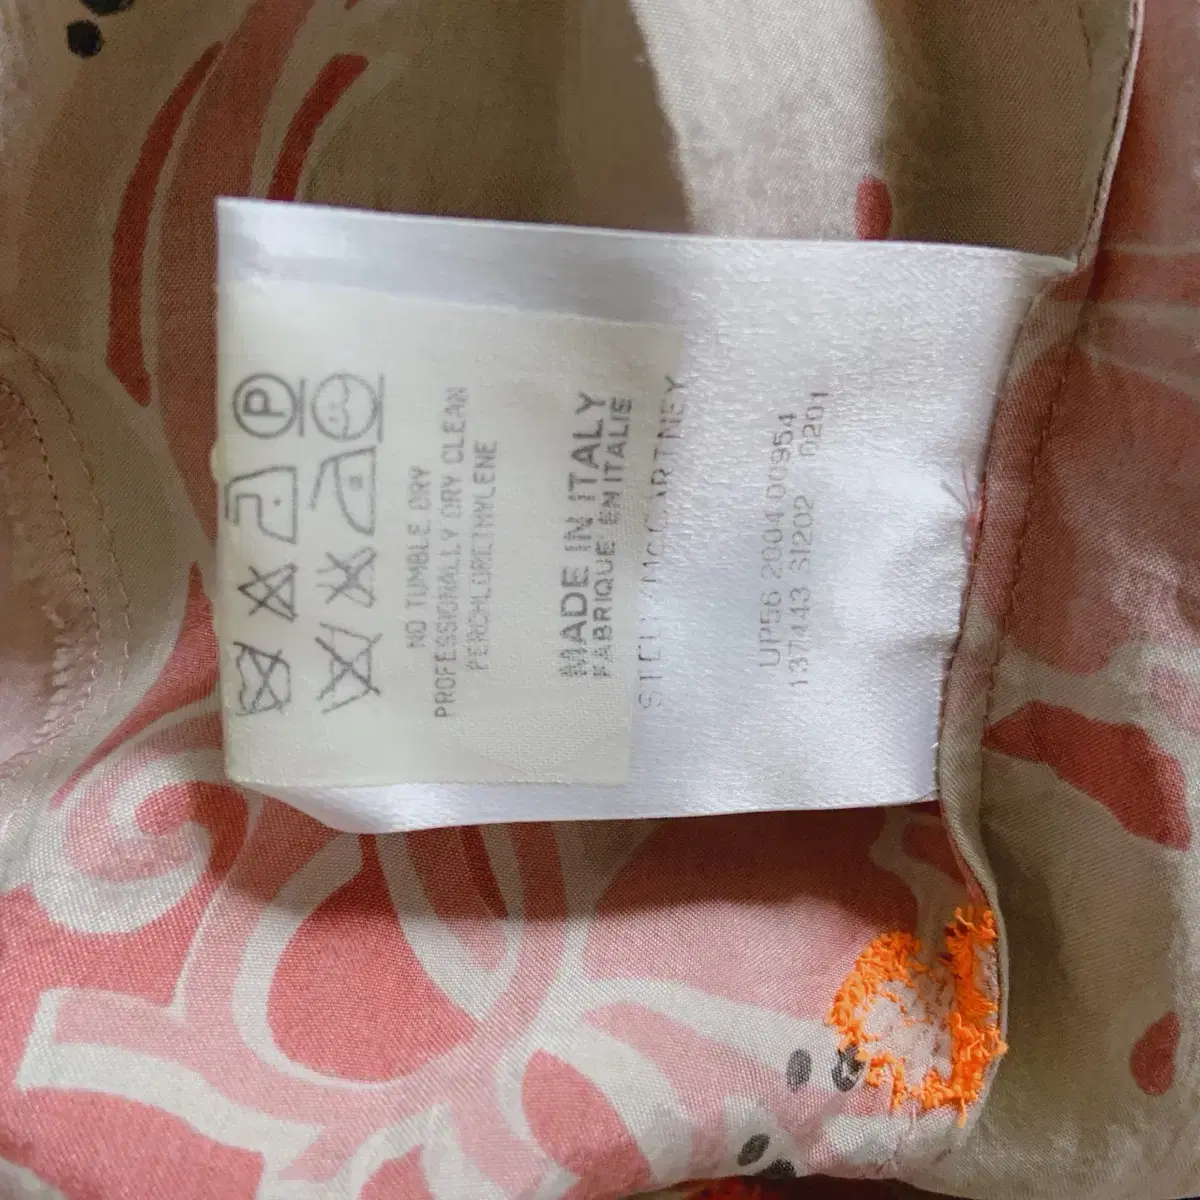 P
NO TUMBLE DRY
PROFESSIONALLY DRY CLEAN
PERCHLORETHYLENE
MADE IN ITALY
FABRIQUE EN ITALIE
STELLA McCARTNEY
UP56 2004 00954
137443 SI202 0201